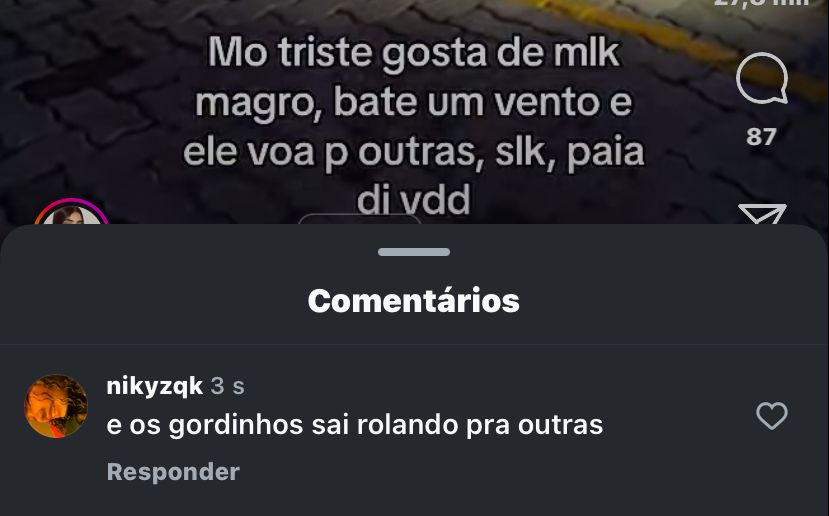 Mo triste gosta de mlk
magro, bate um vento e
ele voa p outras, slk, paia
di vdd
87
Comentários
nikyzqk 3 s
e os gordinhos sai rolando pra outras
Responder